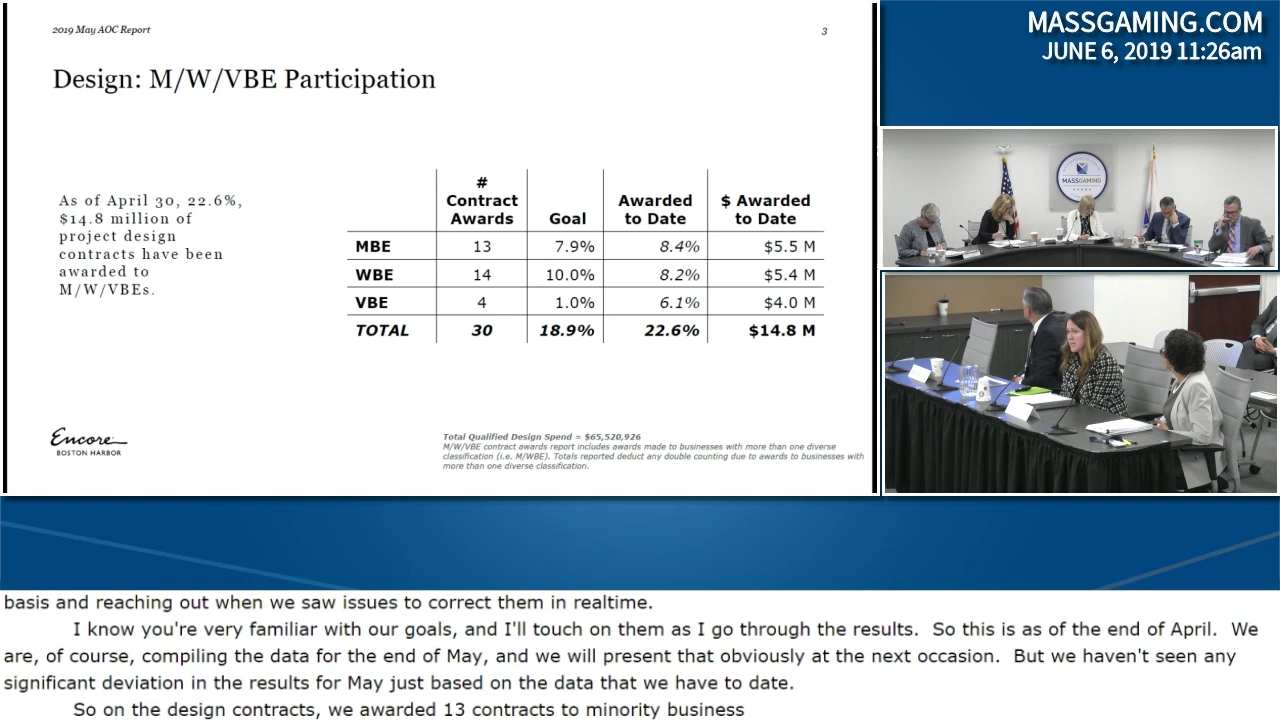 2019 May AOC Report
3
Design: M/W/VBE Participation
As of April 30, 22.6%,
$14.8 million of
project design
contracts have been
awarded to
M/W/VBEs.
# Contract Awards | Goal | Awarded to Date | $ Awarded to Date
MBE 13 7.9% 8.4% $5.5 M
WBE 14 10.0% 8.2% $5.4 M
VBE 4 1.0% 6.1% $4.0 M
TOTAL 30 18.9% 22.6% $14.8 M
Encore
BOSTON HARBOR
Total Qualified Design Spend = $65,520,926
M/W/VBE contract awards report includes awards made to businesses with more than one diverse
classification (i.e. M/WBE). Totals reported deduct any double counting due to awards to businesses with
more than one diverse classification.
MASSGAMING.COM
JUNE 6, 2019 11:26am
MASSGAMING
basis and reaching out when we saw issues to correct them in realtime.
I know you're very familiar with our goals, and I'll touch on them as I go through the results. So this is as of the end of April. We
are, of course, compiling the data for the end of May, and we will present that obviously at the next occasion. But we haven't seen any
significant deviation in the results for May just based on the data that we have to date.
So on the design contracts, we awarded 13 contracts to minority business